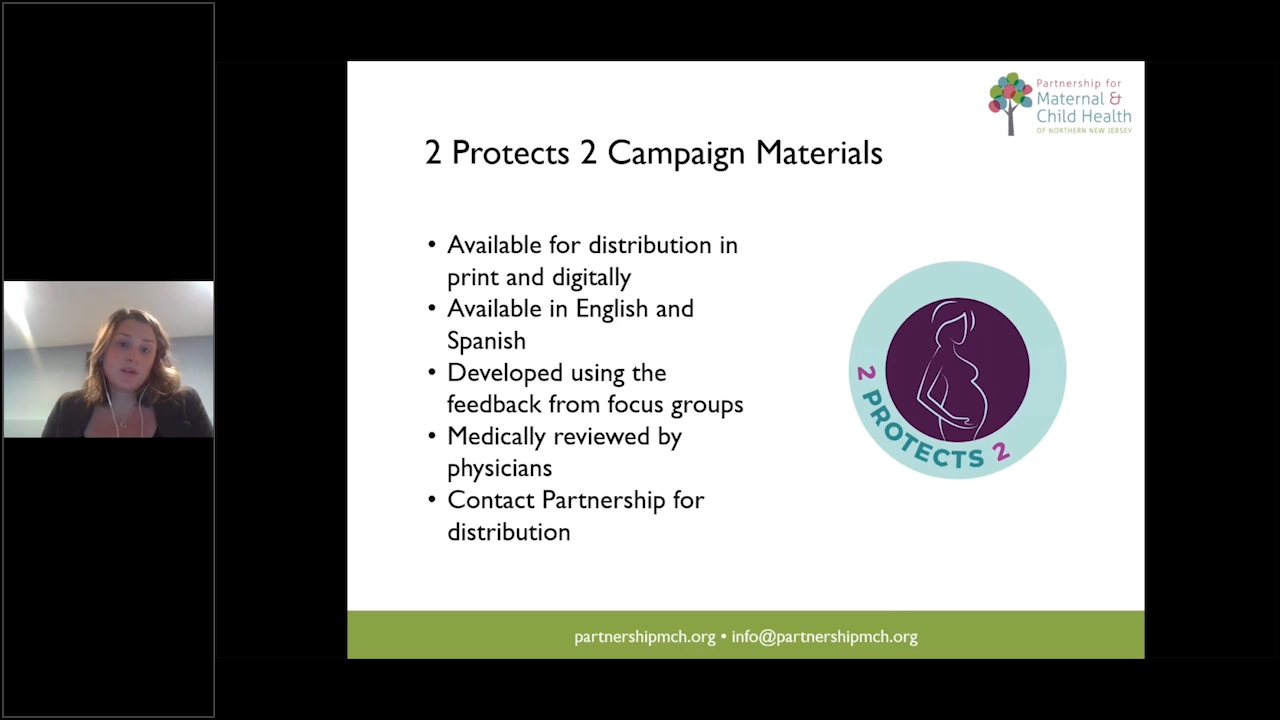 Partnership for
Maternal &
Child Health
OF NORTHERN NEW JERSEY
2 Protects 2 Campaign Materials
• Available for distribution in
print and digitally
• Available in English and
Spanish
• Developed using the
feedback from focus groups
• Medically reviewed by
physicians
• Contact Partnership for
distribution
2 PROTECTS 2
partnershipmch.org • info@partnershipmch.org